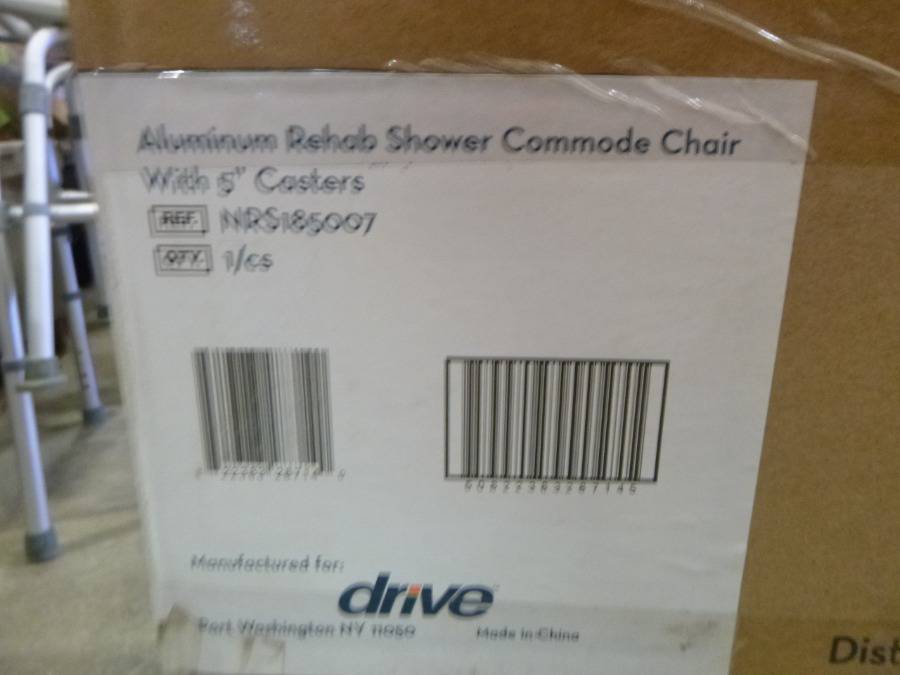 Aluminum Rehab Shower Commode Chair
With 5" Casters
REF NRS185007
QTY. 1/cs
Manufactured for:
drive
Port Washington NY 11050
Made in China
Dist